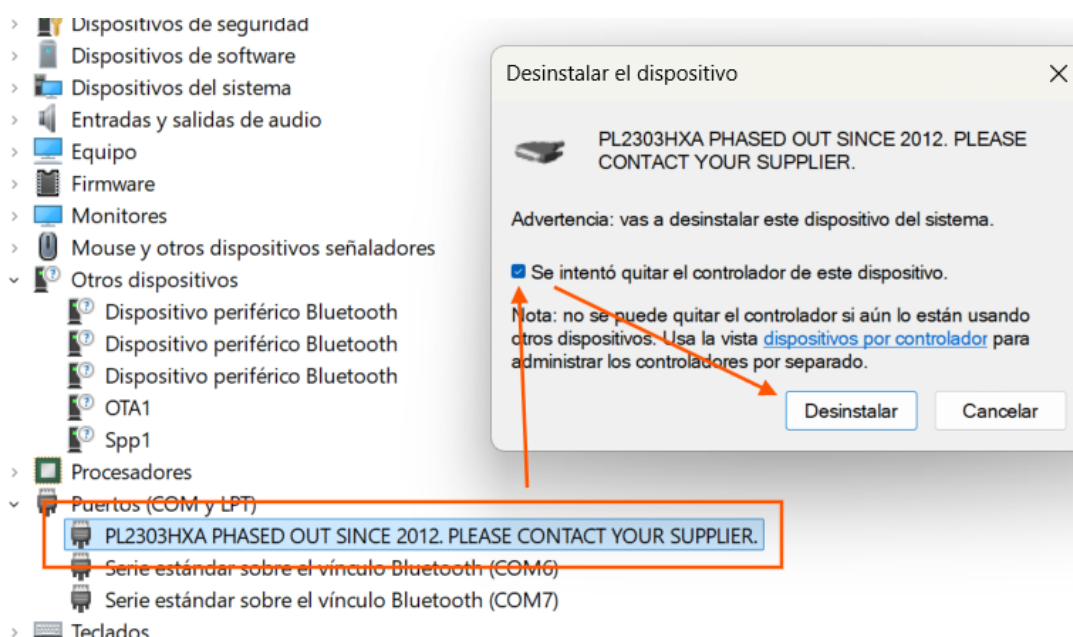 Dispositivos de seguridad
Dispositivos de software
Dispositivos del sistema
Entradas y salidas de audio
Equipo
Firmware
Monitores
Mouse y otros dispositivos señaladores
Otros dispositivos
Dispositivo periférico Bluetooth
Dispositivo periférico Bluetooth
Dispositivo periférico Bluetooth
OTA1
Spp1
Procesadores
Puertos (COM y LPT)
PL2303HXA PHASED OUT SINCE 2012. PLEASE CONTACT YOUR SUPPLIER.
Serie estándar sobre el vínculo Bluetooth (COM6)
Serie estándar sobre el vínculo Bluetooth (COM7)
Teclados
Desinstalar el dispositivo
PL2303HXA PHASED OUT SINCE 2012. PLEASE
CONTACT YOUR SUPPLIER.
Advertencia: vas a desinstalar este dispositivo del sistema.
Se intentó quitar el controlador de este dispositivo.
Nota: no se puede quitar el controlador si aún lo están usando
otros dispositivos. Usa la vista dispositivos por controlador para
administrar los controladores por separado.
Desinstalar
Cancelar